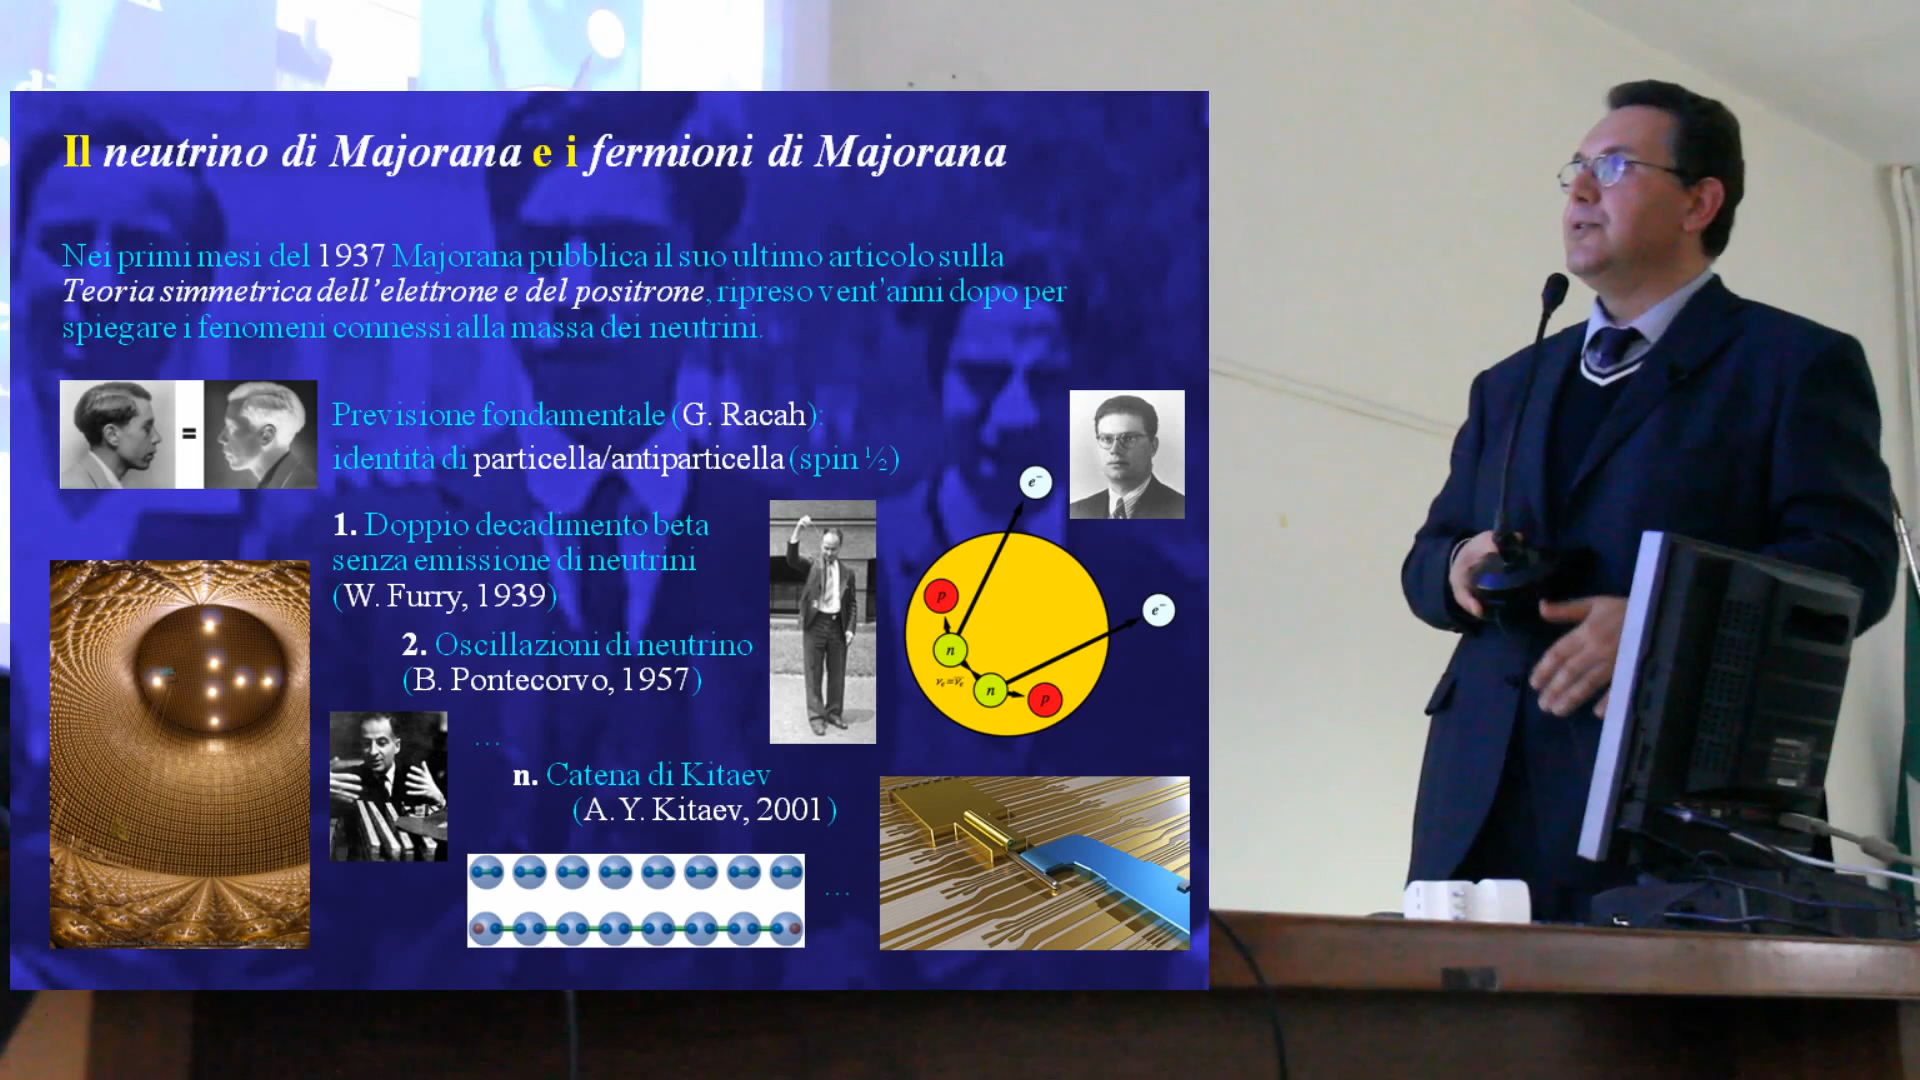 Il neutrino di Majorana e i fermioni di Majorana
Nei primi mesi del 1937 Majorana pubblica il suo ultimo articolo sulla
Teoria simmetrica dell'elettrone e del positrone, ripreso vent'anni dopo per
spiegare i fenomeni connessi alla massa dei neutrini.
=
Previsione fondamentale (G. Racah):
identità di particella/antiparticella (spin ½)
1. Doppio decadimento beta
senza emissione di neutrini
(W. Furry, 1939)
2. Oscillazioni di neutrino
(B. Pontecorvo, 1957)
...
n. Catena di Kitaev
(A. Y. Kitaev, 2001)
...
e⁻
p
e⁻
n
νe=ν̅e
n
p